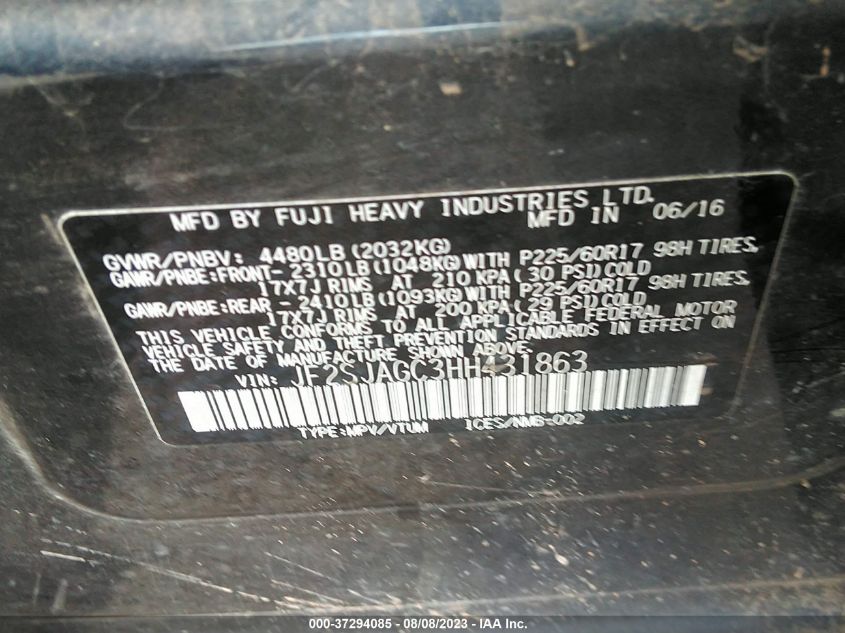 MFD BY FUJI HEAVY INDUSTRIES LTD.
MFD IN 06/16
GVWR/PNBV: 4480LB (2032KG)
GAWR/PNBE:FRONT- 2310LB(1048KG)WITH P225/60R17 98H TIRES,
17X7J RIMS AT 210 KPA( 30 PSI)COLD
GAWR/PNBE:REAR - 2410LB(1093KG)WITH P225/60R17 98H TIRES,
17X7J RIMS AT 200 KPA( 29 PSI)COLD
THIS VEHICLE CONFORMS TO ALL APPLICABLE FEDERAL MOTOR
VEHICLE SAFETY AND THEFT PREVENTION STANDARDS IN EFFECT ON
THE DATE OF MANUFACTURE SHOWN ABOVE.
VIN: JF2SJAGC3HH431863
TYPE:MPV/VTUM ICES/NMB-002
000-37294085 - 08/08/2023 - IAA Inc.